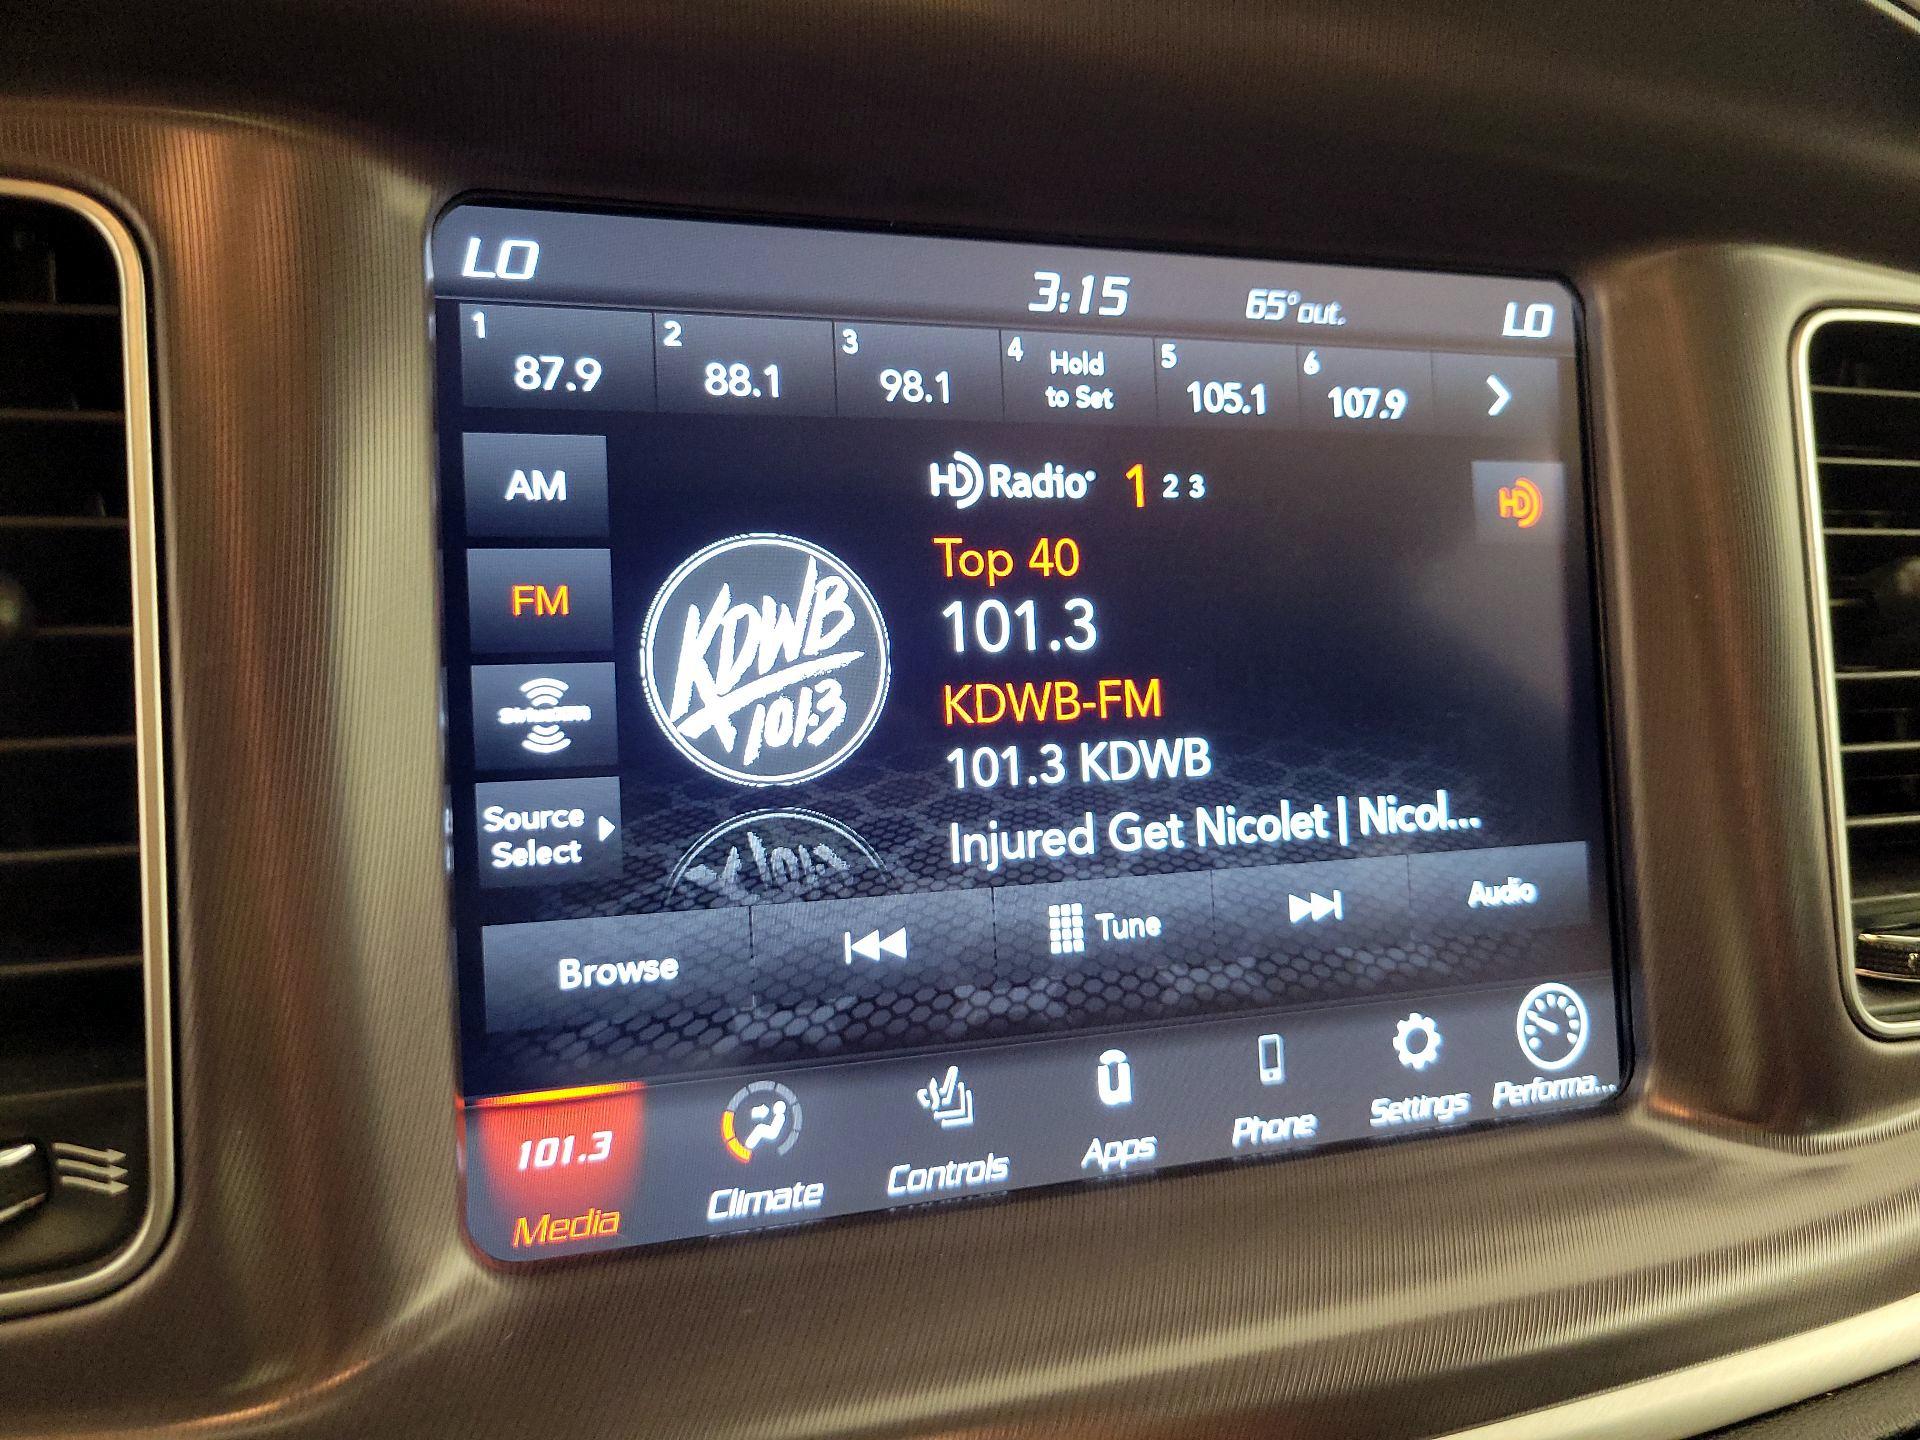 LO 3:15 65° out. LO
1 87.9
2 88.1
3 98.1
4 Hold to Set
5 105.1
6 107.9
AM
FM
SiriusXM
Source
Select
KDWB
101.3
HD Radio 1 2 3
HD
Top 40
101.3
KDWB-FM
101.3 KDWB
Injured Get Nicolet | Nicol...
Browse Tune Audio
101.3
Media Climate Controls Apps Phone Settings Performa...